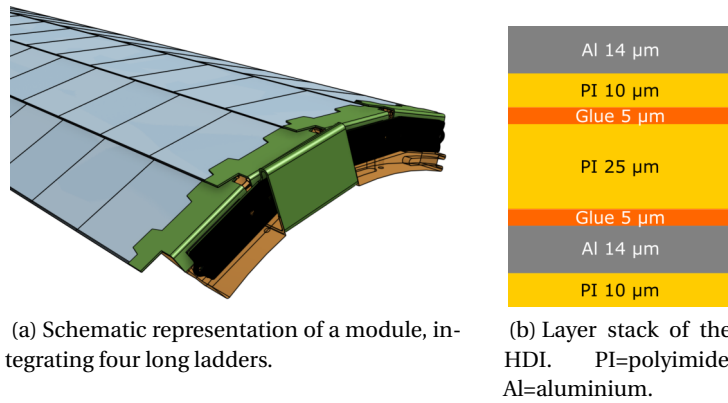 Al 14 µm
PI 10 µm
Glue 5 µm
PI 25 µm
Glue 5 µm
Al 14 µm
PI 10 µm
(a) Schematic representation of a module, in-
tegrating four long ladders.
(b) Layer stack of the
HDI. PI=polyimide
Al=aluminium.